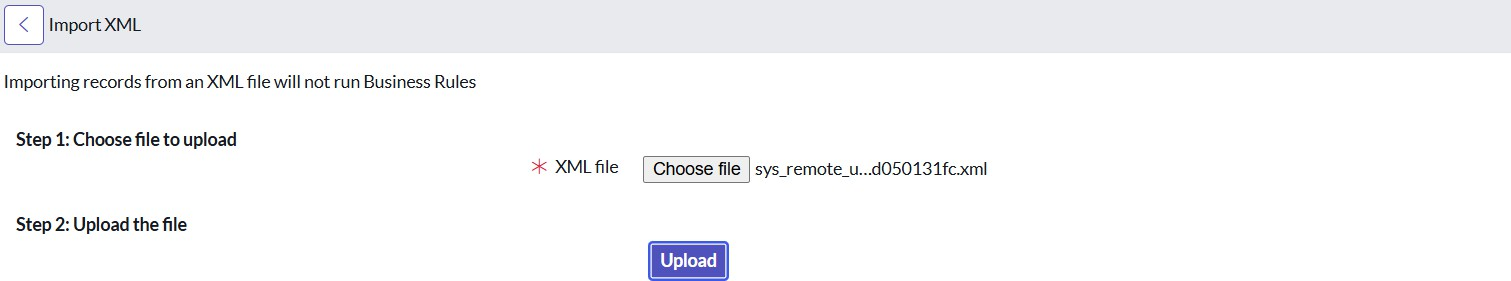 Import XML
Importing records from an XML file will not run Business Rules
Step 1: Choose file to upload
XML file Choose file sys_remote_u...d050131fc.xml
Step 2: Upload the file
Upload